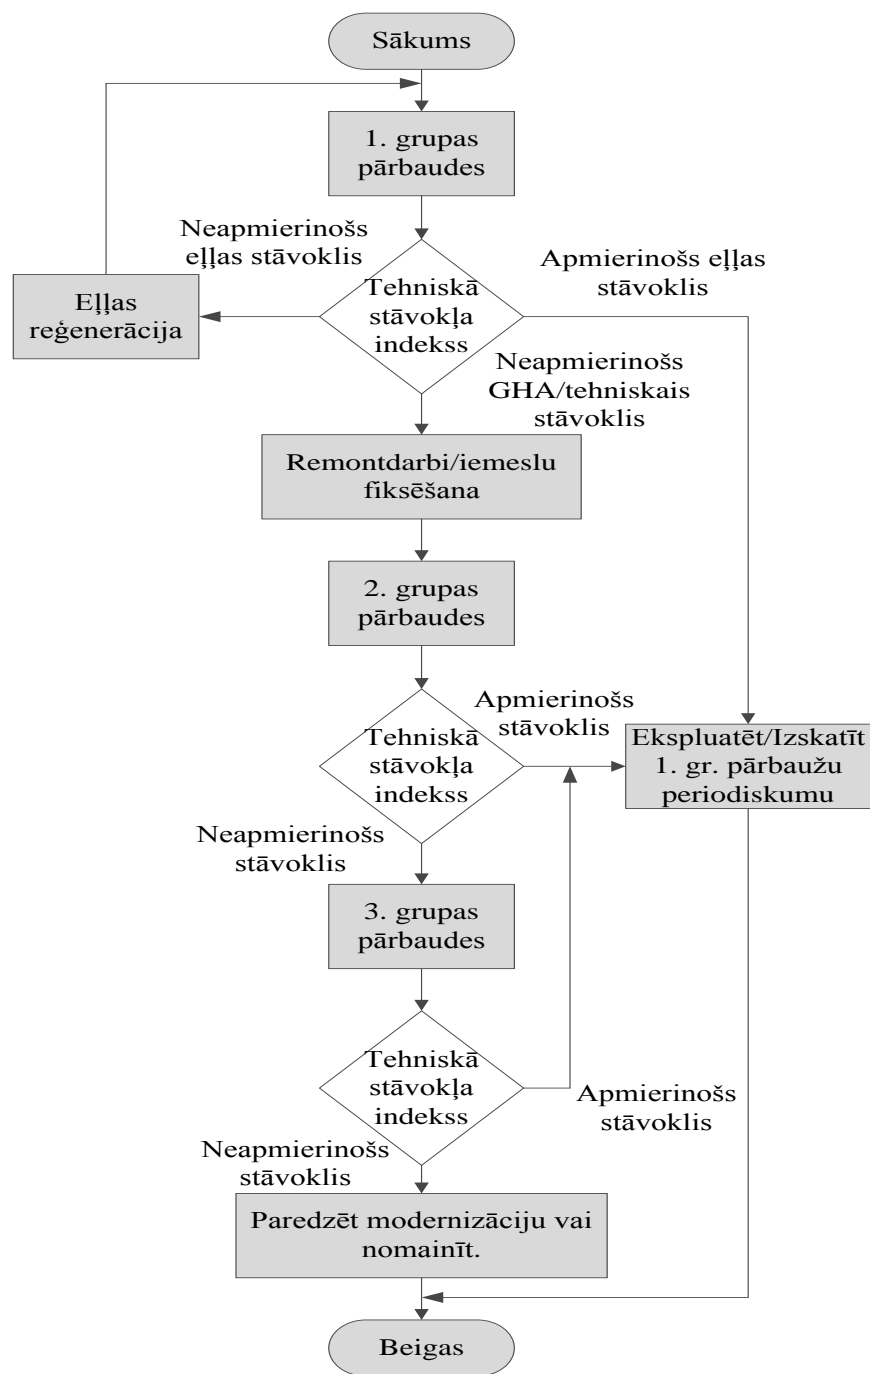 Sākums
1. grupas
pārbaudes
Neapmierinošs
eļļas stāvoklis
Apmierinošs eļļas
stāvoklis
Eļļas
reģenerācija
Tehniskā
stāvokļa
indekss
Neapmierinošs
GHA/tehniskais
stāvoklis
Remontdarbi/iemeslu
fiksēšana
2. grupas
pārbaudes
Apmierinošs
stāvoklis
Tehniskā
stāvokļa
indekss
Ekspluatēt/Izskatīt
1. gr. pārbaužu
periodiskumu
Neapmierinošs
stāvoklis
3. grupas
pārbaudes
Tehniskā
stāvokļa
indekss
Apmierinošs
stāvoklis
Neapmierinošs
stāvoklis
Paredzēt modernizāciju vai
nomainīt.
Beigas